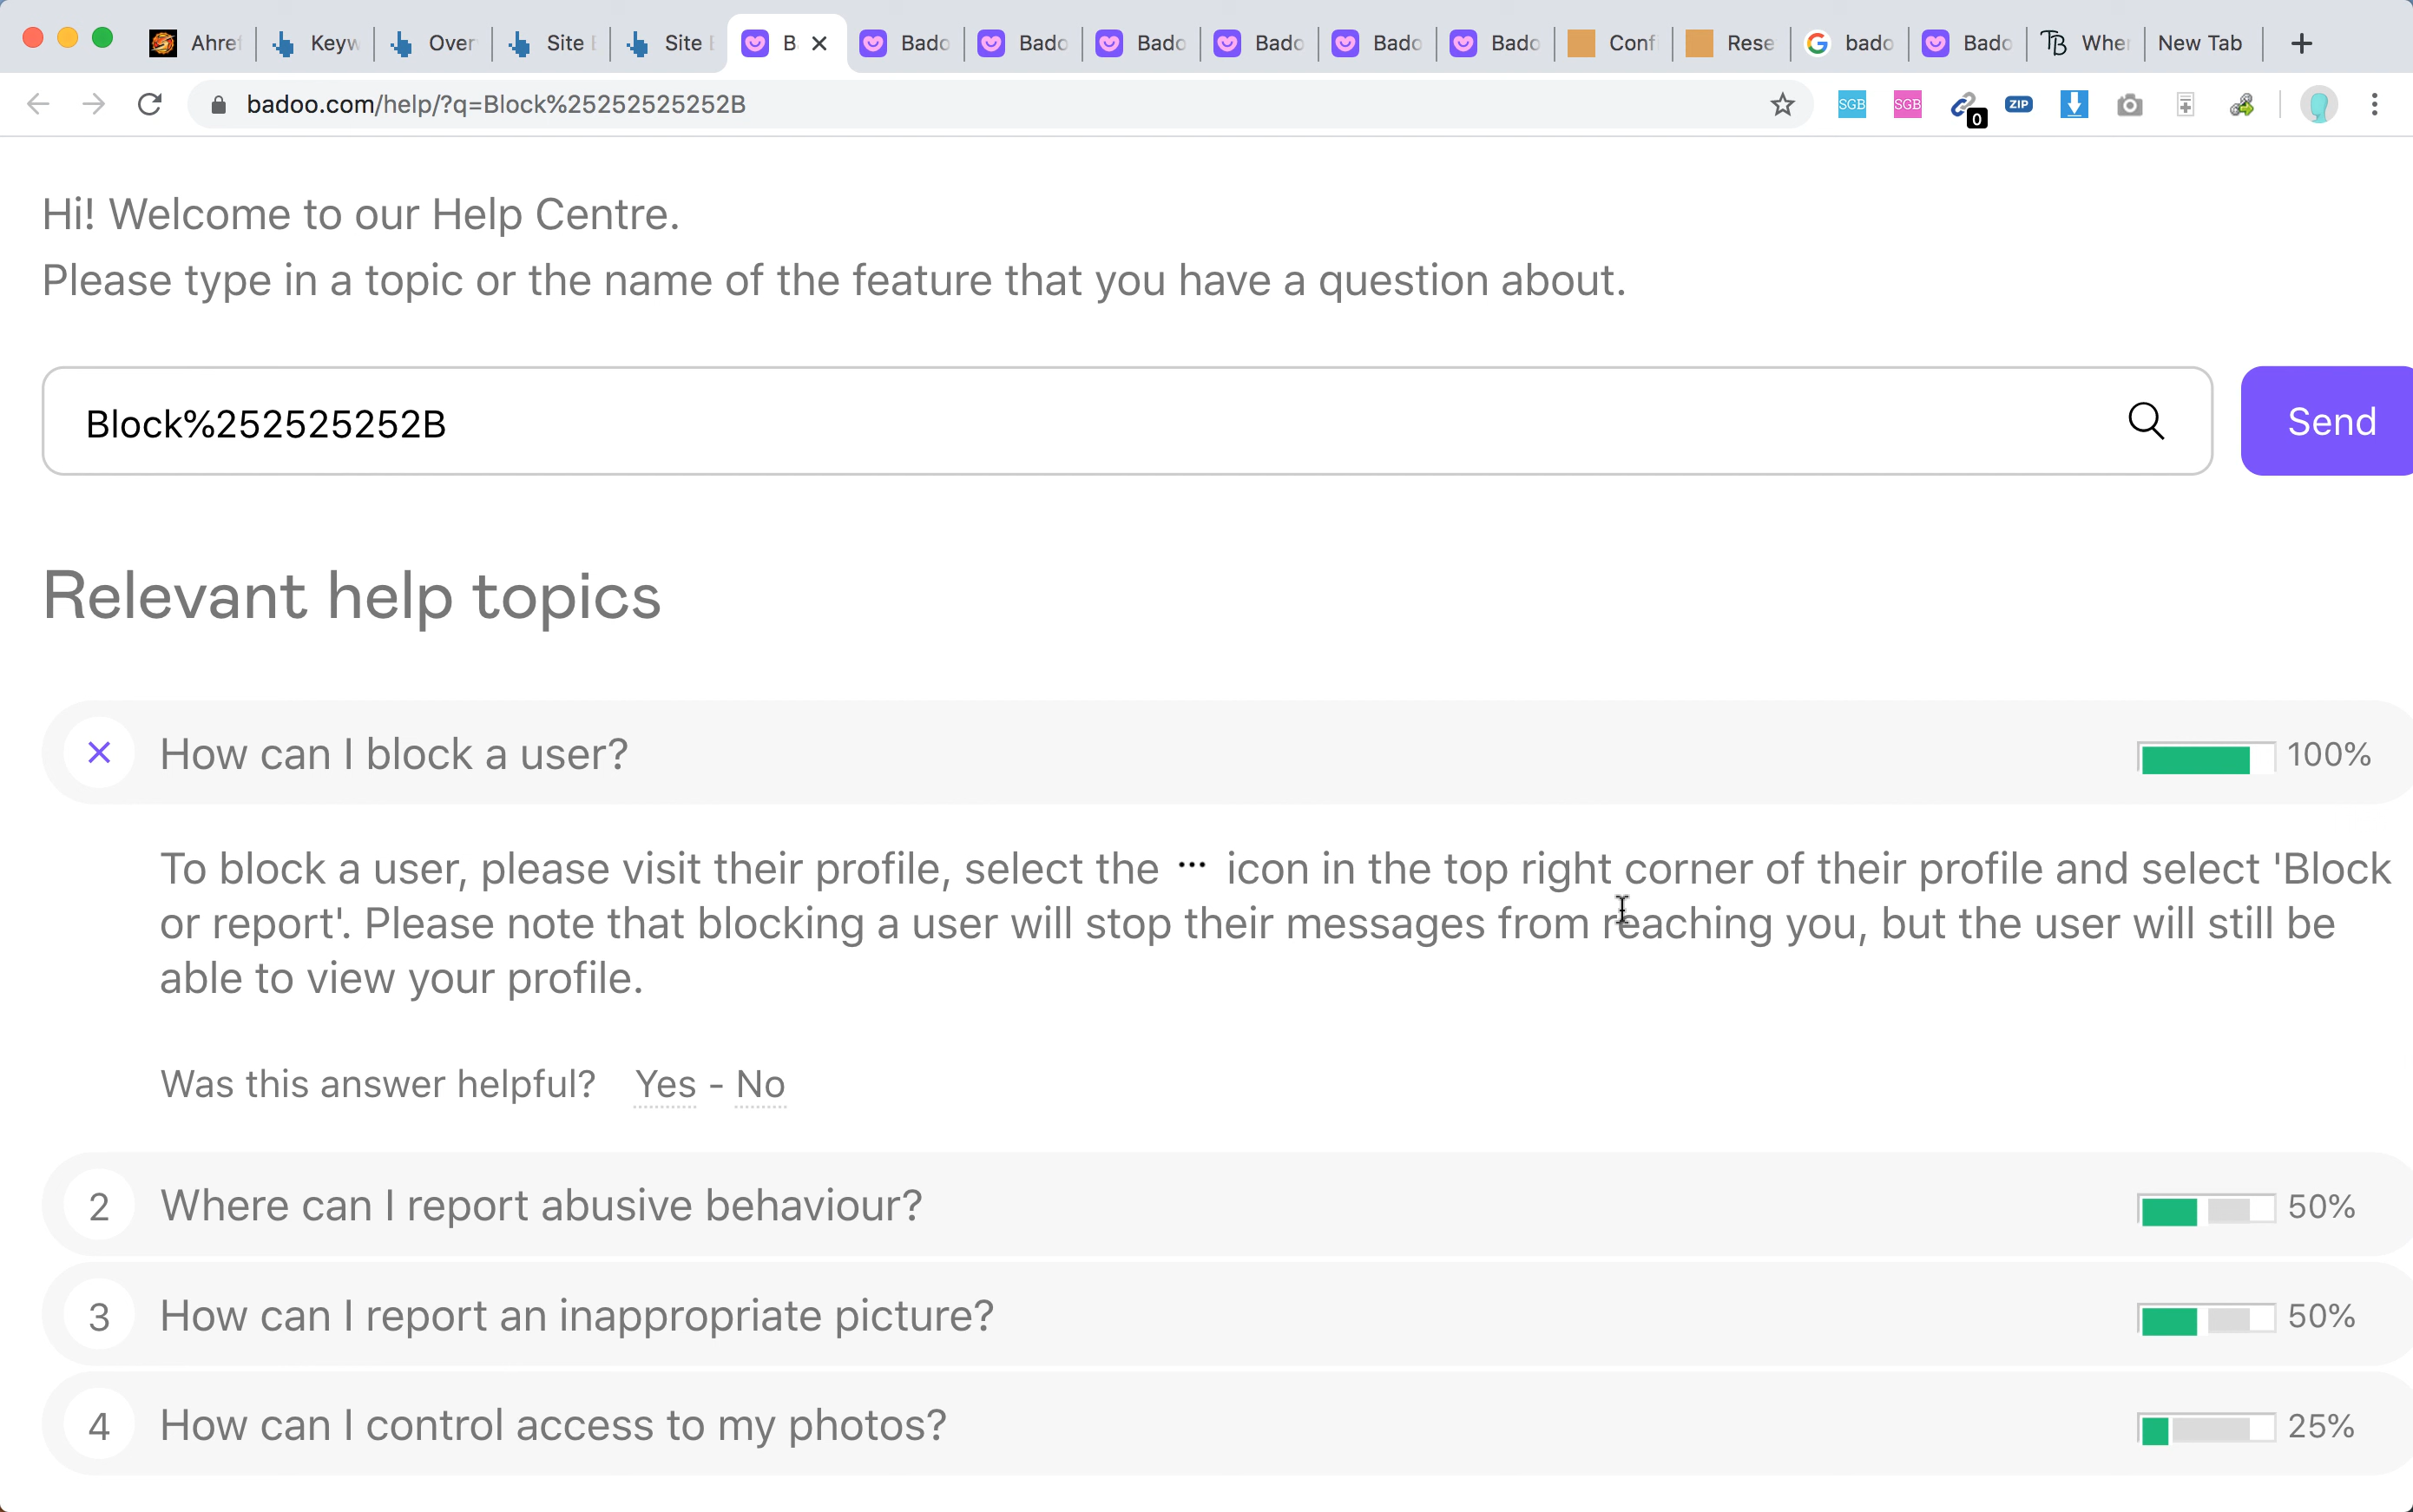 Ahref
Keyw
Over
Site
Site
B
Bado
Bado
Bado
Bado
Bado
Bado
Conf
Rese
bado
Bado
Wher
New Tab
badoo.com/help/?q=Block%25252525252B
SGB
SGB
0
ZIP
Hi! Welcome to our Help Centre.
Please type in a topic or the name of the feature that you have a question about.
Block%252525252B
Send
Relevant help topics
How can I block a user?
100%
To block a user, please visit their profile, select the ··· icon in the top right corner of their profile and select 'Block
or report'. Please note that blocking a user will stop their messages from reaching you, but the user will still be
able to view your profile.
Was this answer helpful? Yes - No
2 Where can I report abusive behaviour? 50%
3 How can I report an inappropriate picture? 50%
4 How can I control access to my photos? 25%